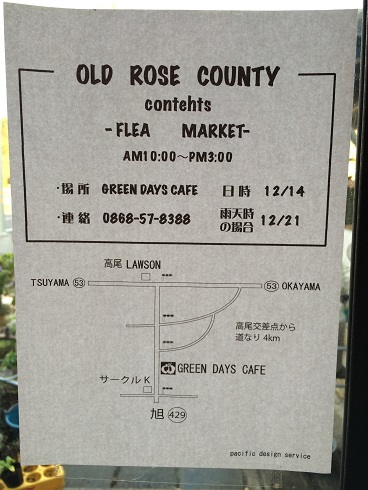 OLD ROSE COUNTY
contehts
-FLEA MARKET-
AM10:00～PM3:00
・場所 GREEN DAYS CAFE 日時 12/14
・連絡 0868-57-8388 雨天時の場合 12/21
高尾 LAWSON
TSUYAMA 53
53 OKAYAMA
高尾交差点から
道なり 4km
GREEN DAYS CAFE
サークル K
旭 429
pacific design service